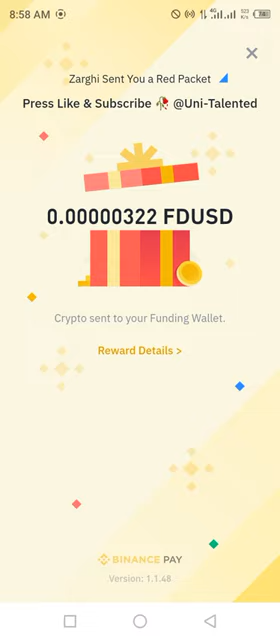 8:58 AM
Zarghi Sent You a Red Packet
Press Like & Subscribe 🥀 @Uni-Talented
0.00000322 FDUSD
Crypto sent to your Funding Wallet.
Reward Details >
BINANCE PAY
Version: 1.1.48